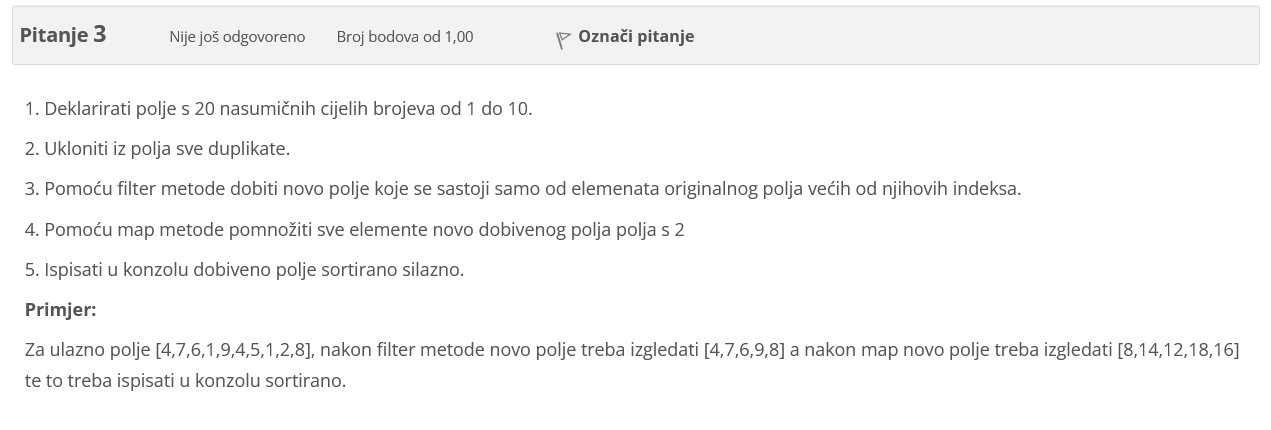 Pitanje 3 Nije još odgovoreno Broj bodova od 1,00 Označi pitanje
1. Deklarirati polje s 20 nasumičnih cijelih brojeva od 1 do 10.
2. Ukloniti iz polja sve duplikate.
3. Pomoću filter metode dobiti novo polje koje se sastoji samo od elemenata originalnog polja većih od njihovih indeksa.
4. Pomoću map metode pomnožiti sve elemente novo dobivenog polja polja s 2
5. Ispisati u konzolu dobiveno polje sortirano silazno.
Primjer:
Za ulazno polje [4,7,6,1,9,4,5,1,2,8], nakon filter metode novo polje treba izgledati [4,7,6,9,8] a nakon map novo polje treba izgledati [8,14,12,18,16]
te to treba ispisati u konzolu sortirano.